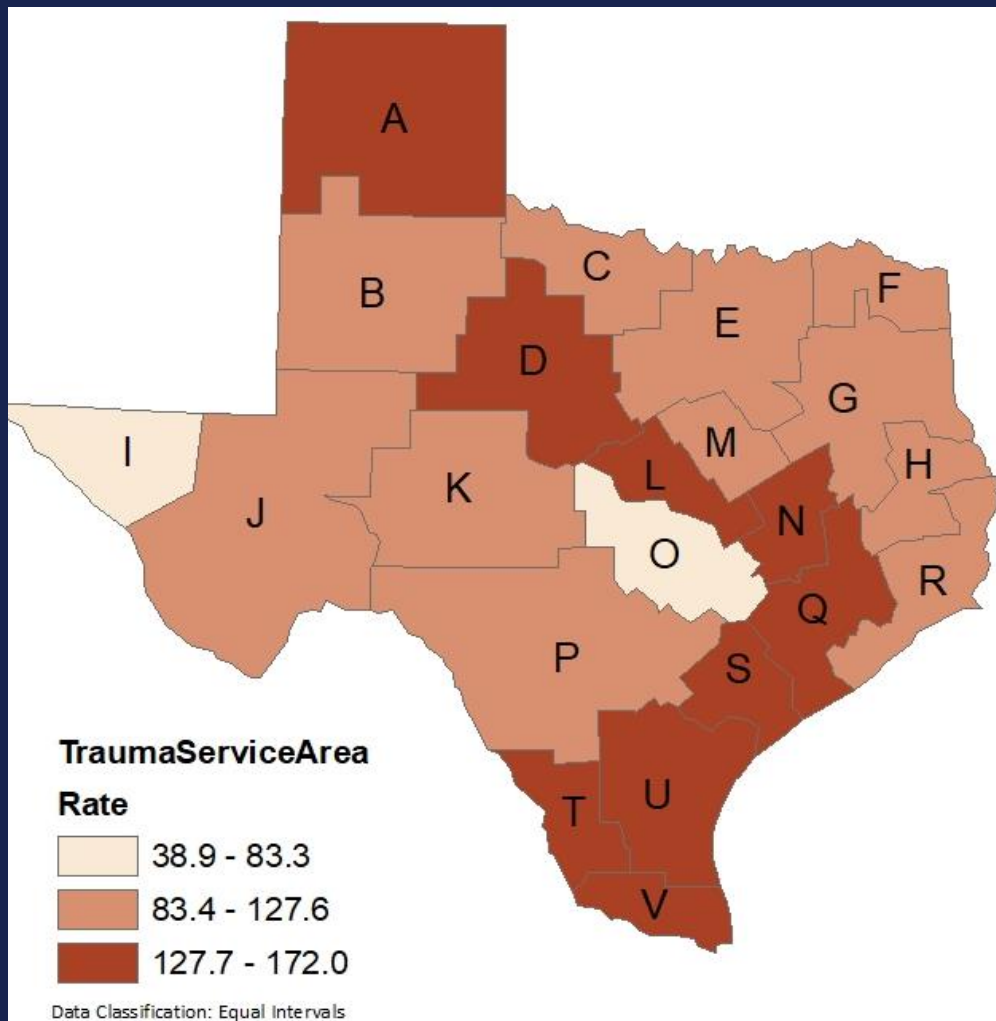 A
B
C
F
E
D
G
M
H
I
L
K
J
N
O
R
Q
P
S
U
T
V
TraumaServiceArea
Rate
38.9 - 83.3
83.4 - 127.6
127.7 - 172.0
Data Classification: Equal Intervals